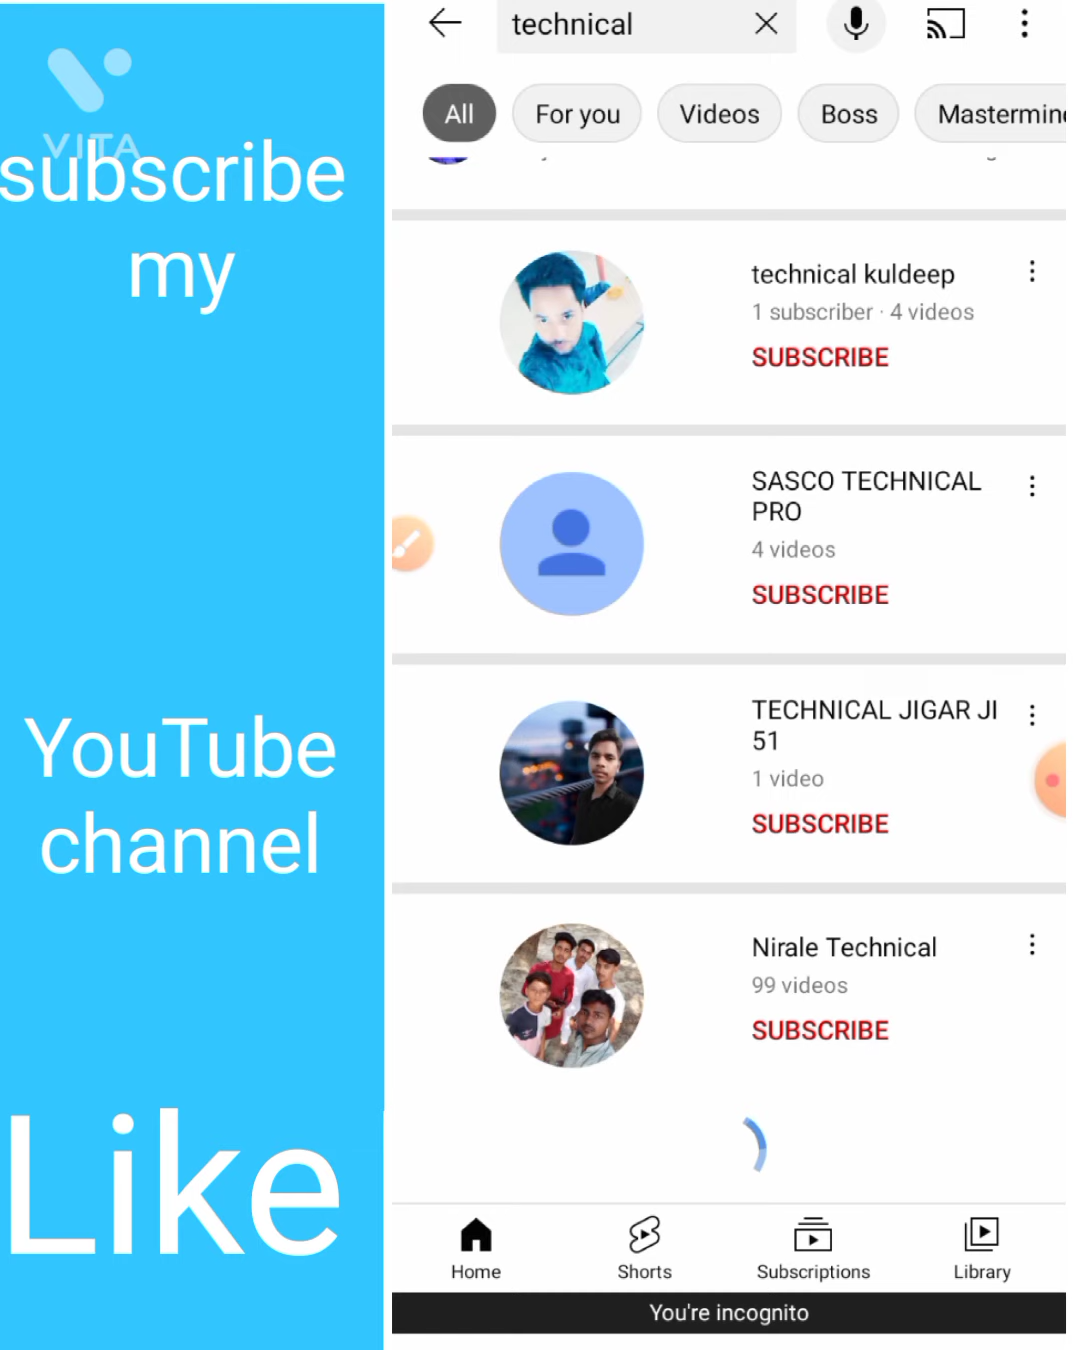 VITA
subscribe
my
YouTube
channel
Like
technical
All
For you
Videos
Boss
technical kuldeep
1 subscriber · 4 videos
SUBSCRIBE
SASCO TECHNICAL
PRO
4 videos
SUBSCRIBE
TECHNICAL JIGAR JI
51
1 video
SUBSCRIBE
Nirale Technical
99 videos
SUBSCRIBE
Home
Shorts
Subscriptions
Library
You're incognito